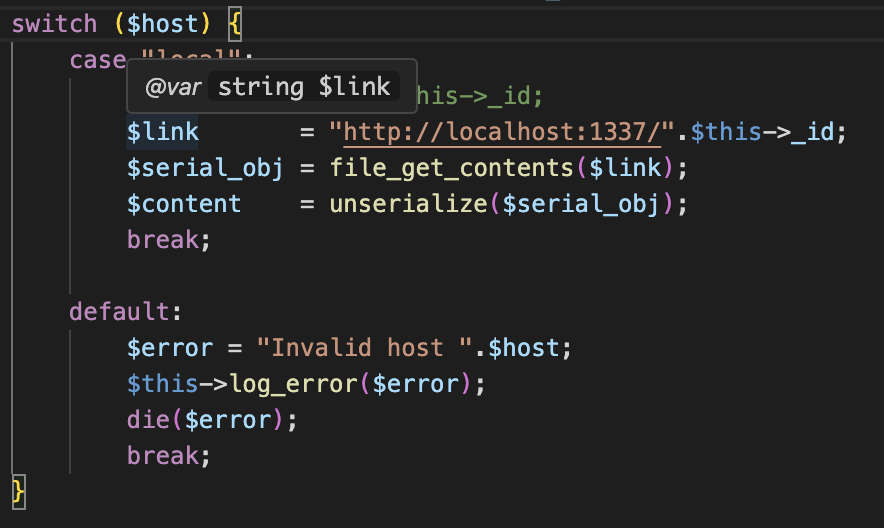 switch ($host) {
case "local":
@var string $link
his->_id;
$link = "http://localhost:1337/".$this->_id;
$serial_obj = file_get_contents($link);
$content = unserialize($serial_obj);
break;
default:
$error = "Invalid host ".$host;
$this->log_error($error);
die($error);
break;
}